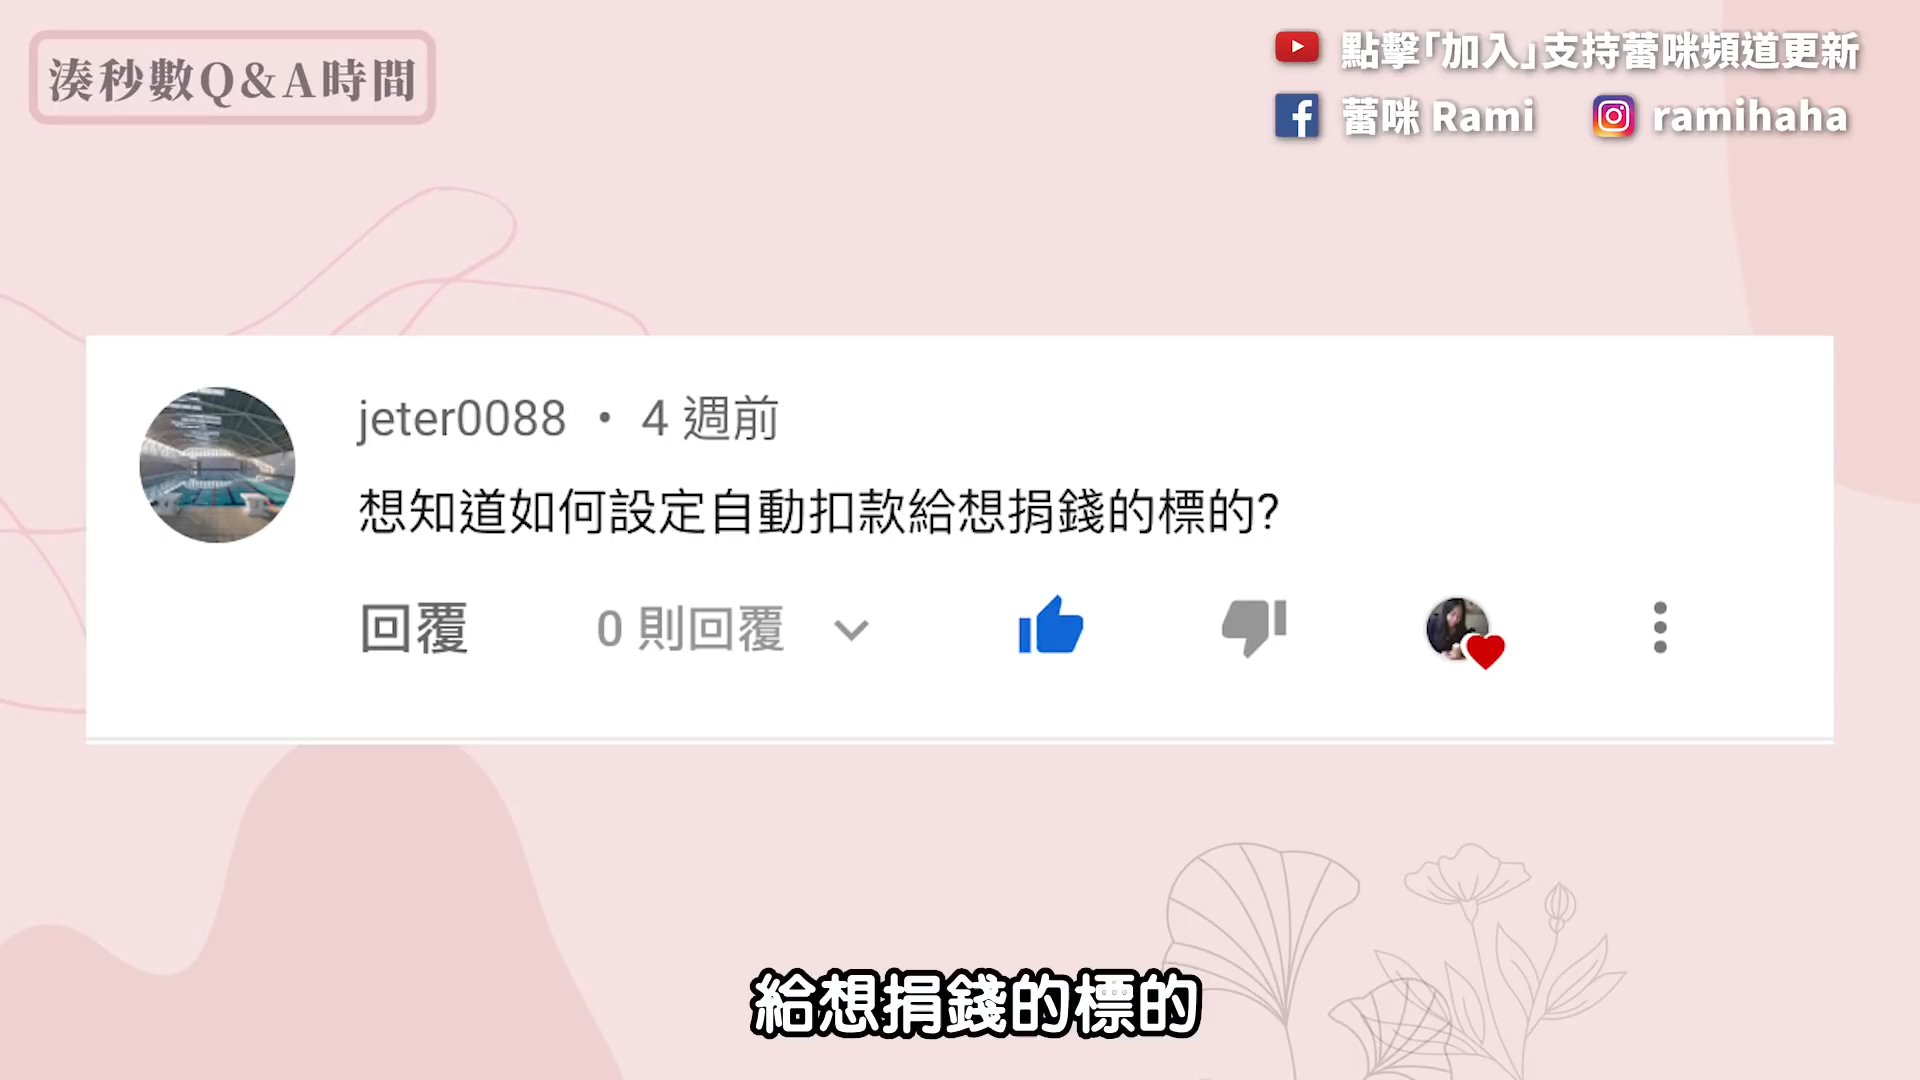 湊秒數Q&A時間
點擊「加入」支持蕾咪頻道更新
蕾咪 Rami ramihaha
jeter0088 • 4 週前
想知道如何設定自動扣款給想捐錢的標的?
回覆 0 則回覆
給想捐錢的標的